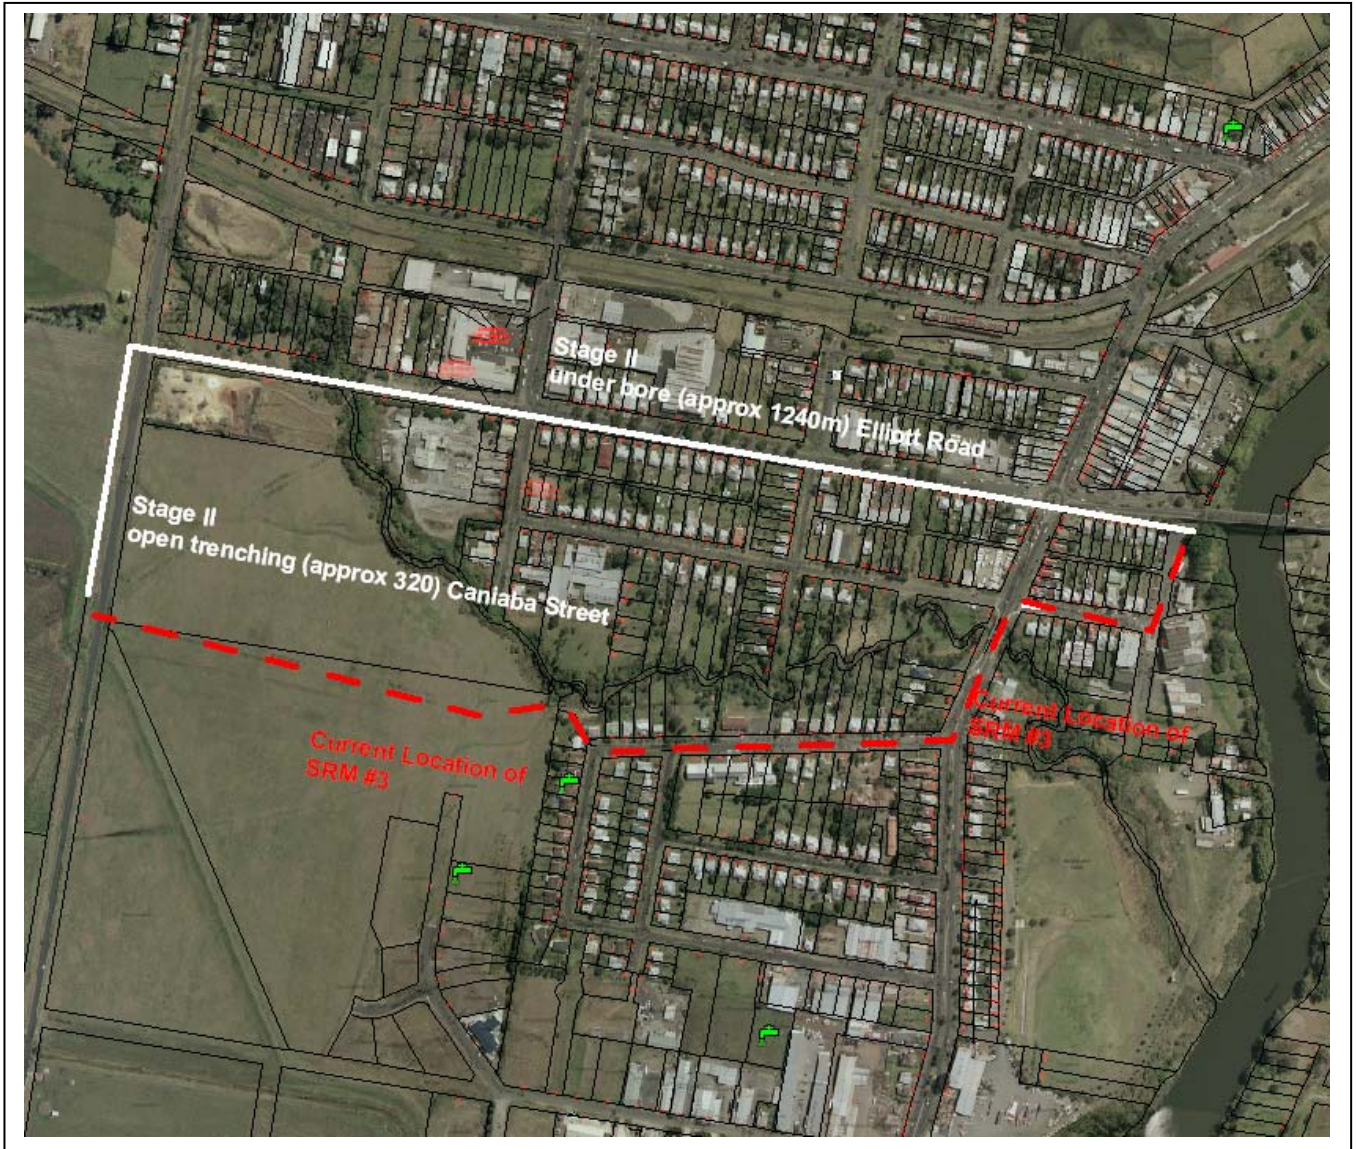 Stage II
under bore (approx 1240m) Elliott Road
Stage II
open trenching (approx 320) Caniaba Street
Current Location of
SRM #3
Current Location of
SRM #3